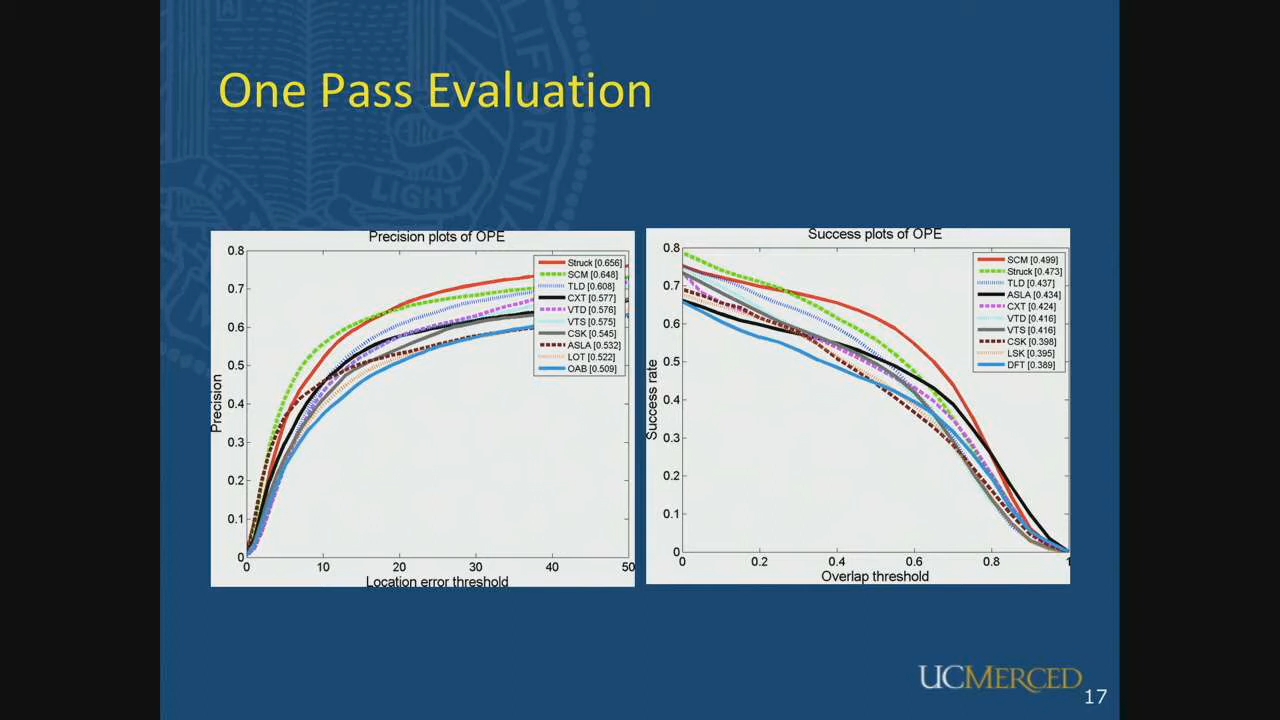 One Pass Evaluation
LET
LIGHT
CALIFORNIA
Precision plots of OPE
0.8
0.7
0.6
0.5
0.4
0.3
0.2
0.1
0
Precision
0 10 20 30 40 50
Location error threshold
Struck [0.656]
SCM [0.648]
TLD [0.608]
CXT [0.577]
VTD [0.576]
VTS [0.575]
CSK [0.545]
ASLA [0.532]
LOT [0.522]
OAB [0.509]
Success plots of OPE
0.8
0.7
0.6
0.5
0.4
0.3
0.2
0.1
0
Success rate
0 0.2 0.4 0.6 0.8 1
Overlap threshold
SCM [0.499]
Struck [0.473]
TLD [0.437]
ASLA [0.434]
CXT [0.424]
VTD [0.416]
VTS [0.416]
CSK [0.398]
LSK [0.395]
DFT [0.389]
UCMERCED
17